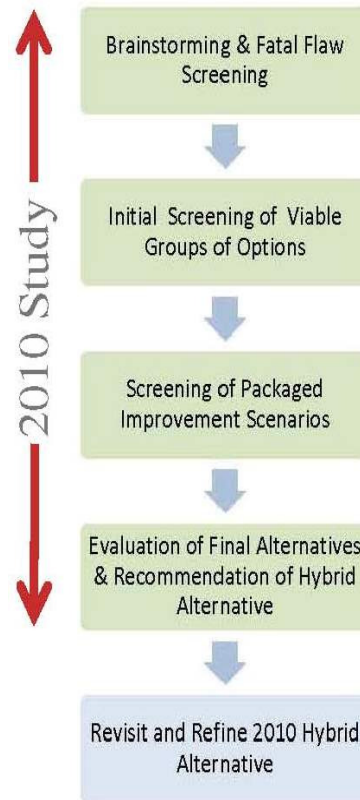 Brainstorming & Fatal Flaw
Screening
Initial Screening of Viable
Groups of Options
2010 Study
Screening of Packaged
Improvement Scenarios
Evaluation of Final Alternatives
& Recommendation of Hybrid
Alternative
Revisit and Refine 2010 Hybrid
Alternative